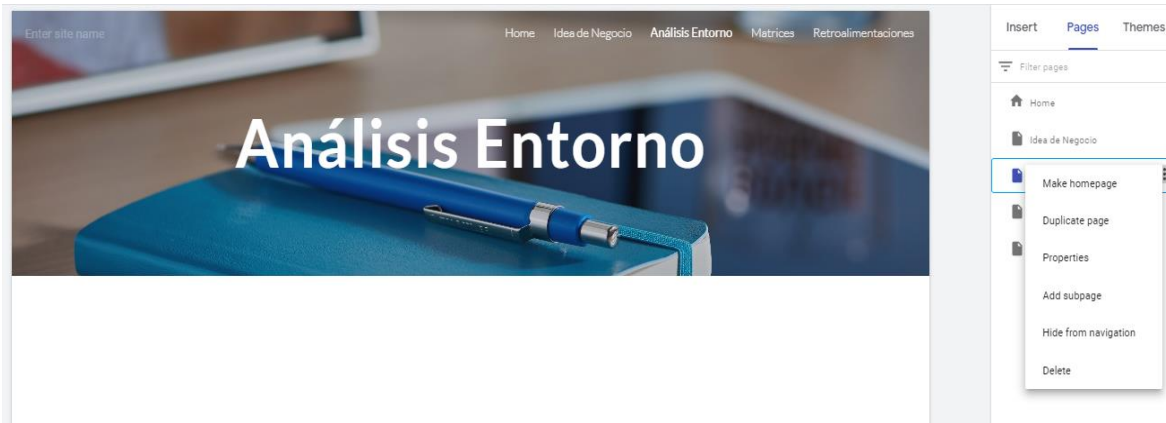 Enter site name
Home Idea de Negocio Análisis Entorno Matrices Retroalimentaciones
Análisis Entorno
Insert Pages Themes
Filter pages
Home
Idea de Negocio
Make homepage
Duplicate page
Properties
Add subpage
Hide from navigation
Delete